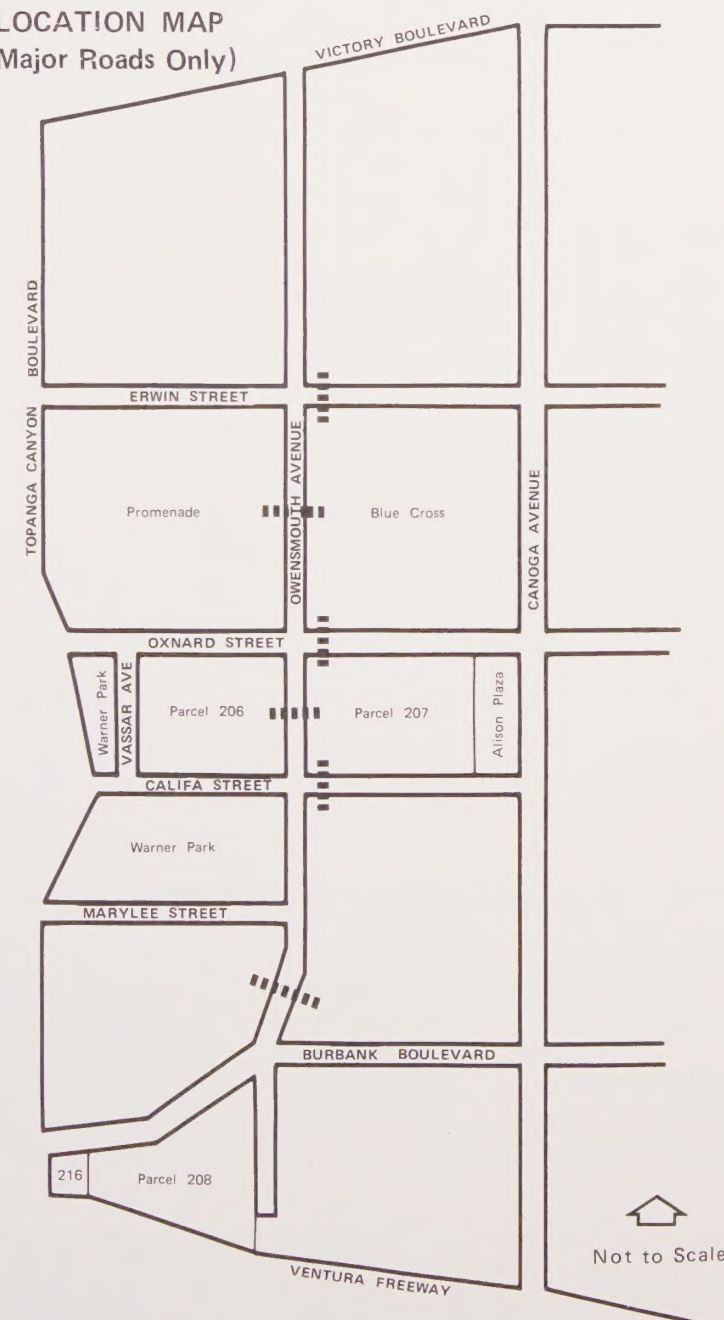 LOCATION MAP
(Major Roads Only)
VICTORY BOULEVARD
TOPANGA CANYON BOULEVARD
ERWIN STREET
OWENSMOUTH AVENUE
Promenade
Blue Cross
CANOGA AVENUE
OXNARD STREET
Warner Park
VASSAR AVE
Parcel 206
Parcel 207
Alison Plaza
CALIFA STREET
Warner Park
MARYLEE STREET
BURBANK BOULEVARD
216
Parcel 208
Not to Scale
VENTURA FREEWAY